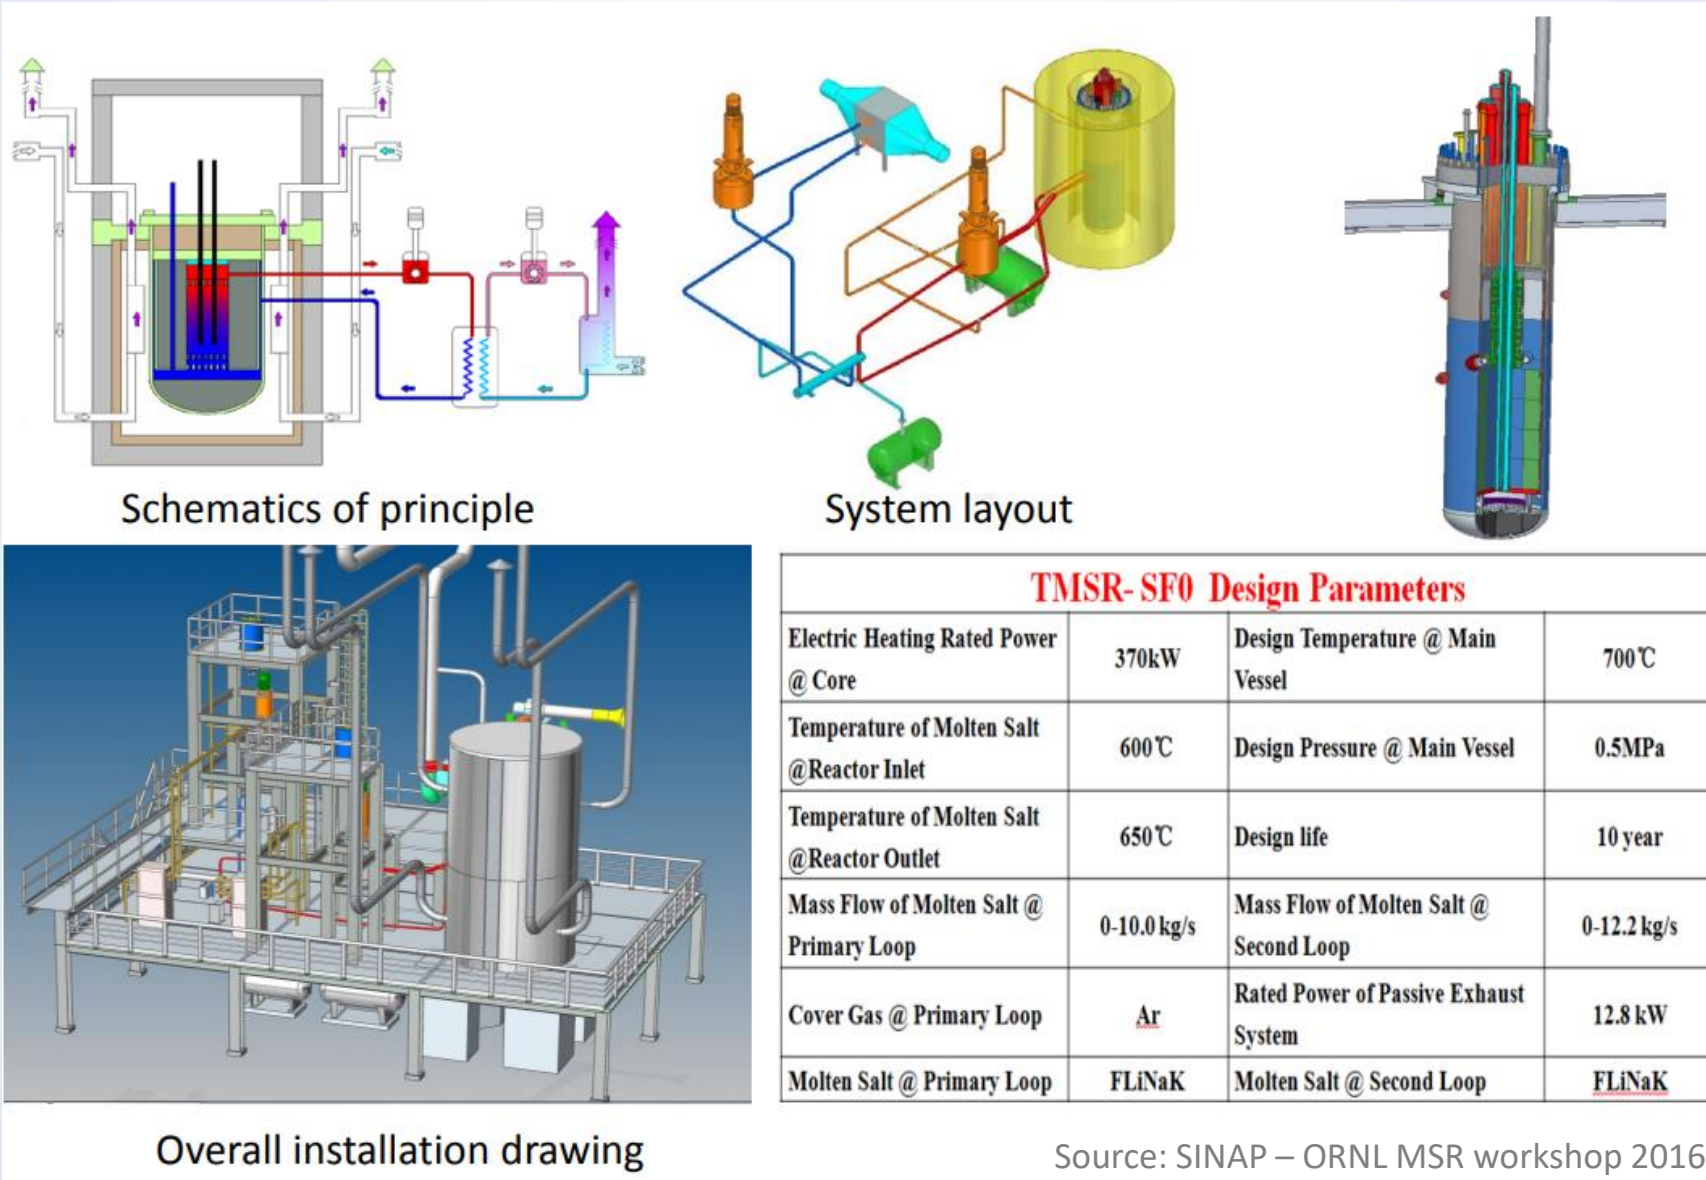 Schematics of principle
System layout
TMSR- SF0 Design Parameters
Electric Heating Rated Power
@ Core
370kW
Design Temperature @ Main
Vessel
700℃
Temperature of Molten Salt
@Reactor Inlet
600℃
Design Pressure @ Main Vessel
0.5MPa
Temperature of Molten Salt
@Reactor Outlet
650℃
Design life
10 year
Mass Flow of Molten Salt @
Primary Loop
0-10.0 kg/s
Mass Flow of Molten Salt @
Second Loop
0-12.2 kg/s
Cover Gas @ Primary Loop
Ar
Rated Power of Passive Exhaust
System
12.8 kW
Molten Salt @ Primary Loop
FLiNaK
Molten Salt @ Second Loop
FLiNaK
Overall installation drawing
Source: SINAP – ORNL MSR workshop 2016